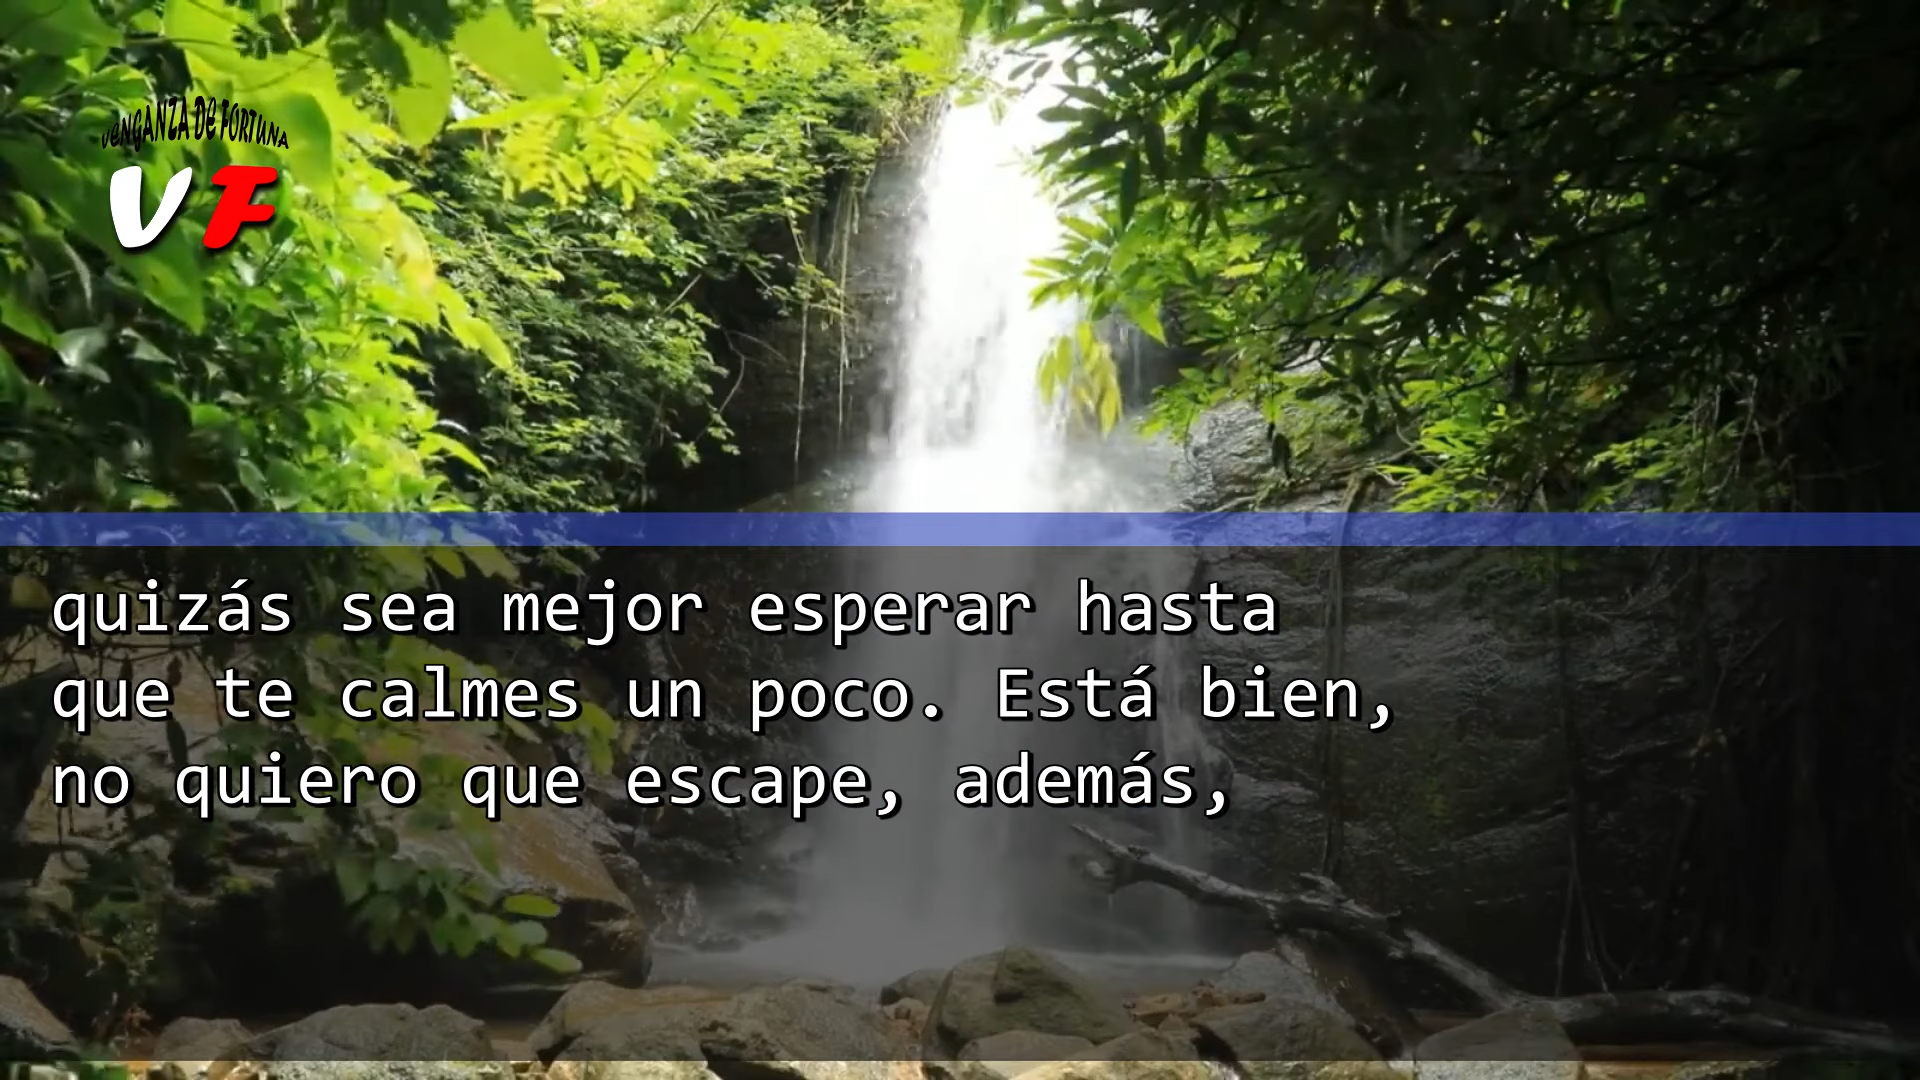 VENGANZA DE FORTUNA
VF
quizás sea mejor esperar hasta
que te calmes un poco. Está bien,
no quiero que escape, además,